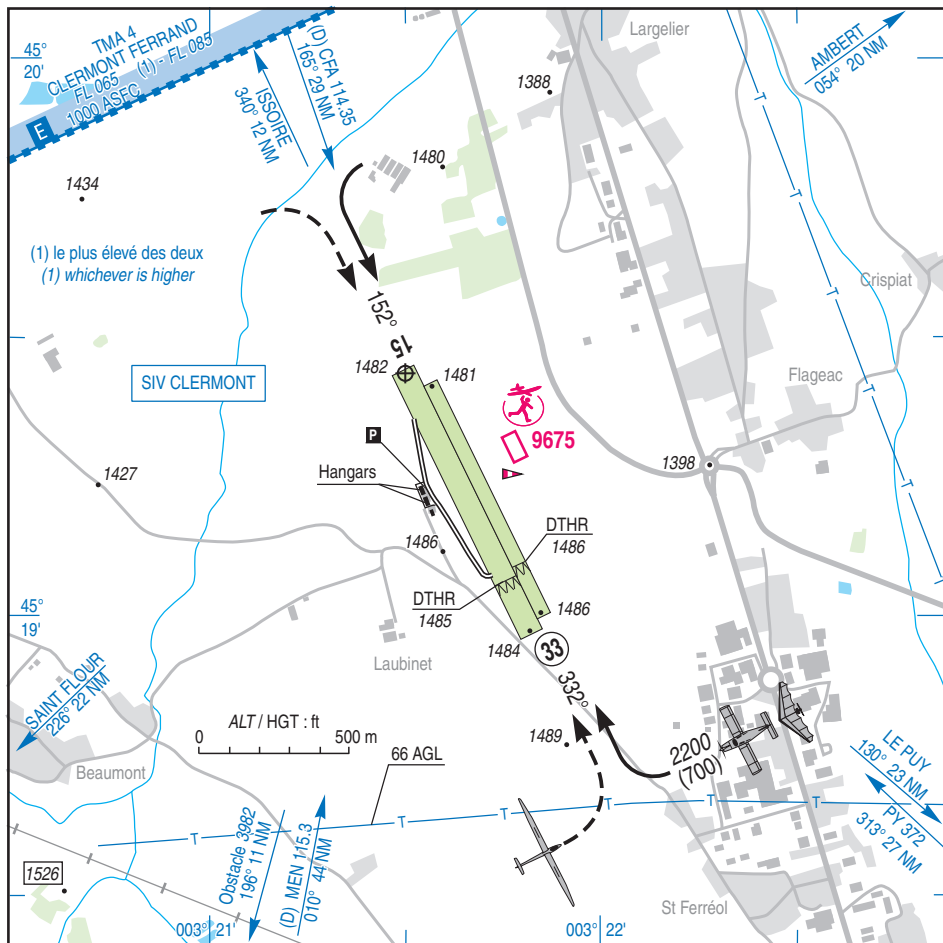 45°
20'
TMA 4
CLERMONT FERRAND
FL 065 (1) - FL 085
1000 ASFC
E
(D) CFA 114.35
165° 29 NM
ISSOIRE
340° 12 NM
Largelier
1388
AMBERT
054° 20 NM
T
1480
1434
(1) le plus élevé des deux
(1) whichever is higher
T
Crispiat
152°
15
1482
1481
SIV CLERMONT
Flageac
T
9675
P
Hangars
1398
1427
T
DTHR
1486
1486
DTHR
1485
1486
T
45°
19'
1484
33
Laubinet
332°
SAINT FLOUR
226° 22 NM
ALT / HGT : ft
0
500 m
1489
2200
(700)
66 AGL
Beaumont
LE PUY
130° 23 NM
PY 372
313° 27 NM
T
T
T
T
T
T
Obstacle 3982
196° 11 NM
(D) MEN 115.3
010° 44 NM
1526
St Ferréol
003° 21'
003° 22'